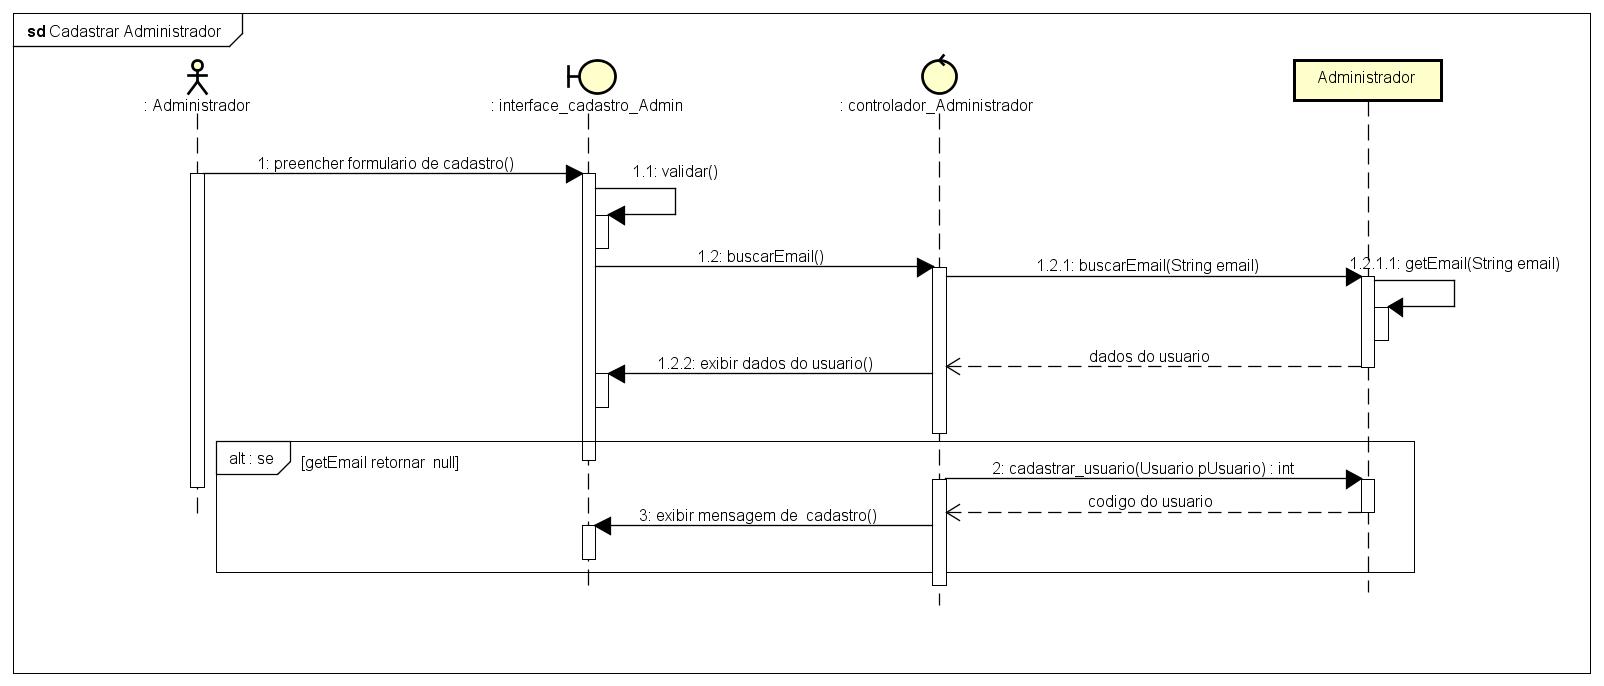 sd Cadastrar Administrador
: Administrador
: interface_cadastro_Admin
: controlador_Administrador
Administrador
1: preencher formulario de cadastro()
1.1: validar()
1.2: buscarEmail()
1.2.1: buscarEmail(String email)
1.2.1.1: getEmail(String email)
dados do usuario
1.2.2: exibir dados do usuario()
alt : se
[getEmail retornar  null]
2: cadastrar_usuario(Usuario pUsuario) : int
codigo do usuario
3: exibir mensagem de  cadastro()